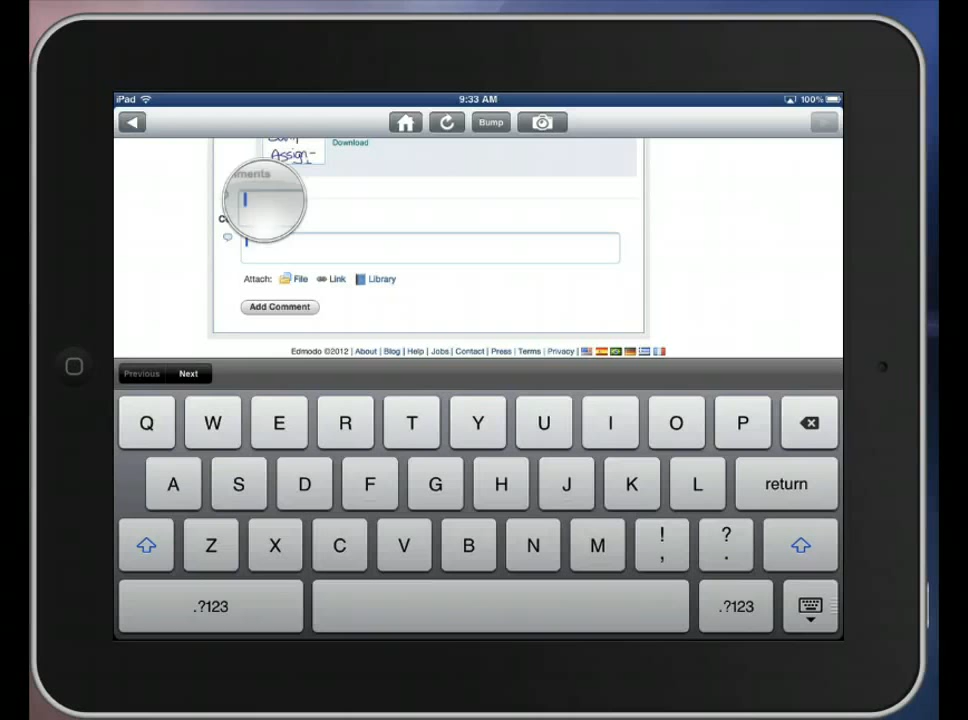 iPad 9:33 AM 100%
Bump
Download
Assign-
ments
Attach: File Link Library
Add Comment
Edmodo ©2012 | About | Blog | Help | Jobs | Contact | Press | Terms | Privacy |
Previous Next
Q W E R T Y U I O P
A S D F G H J K L return
Z X C V B N M ! , ? .
.?123 .?123